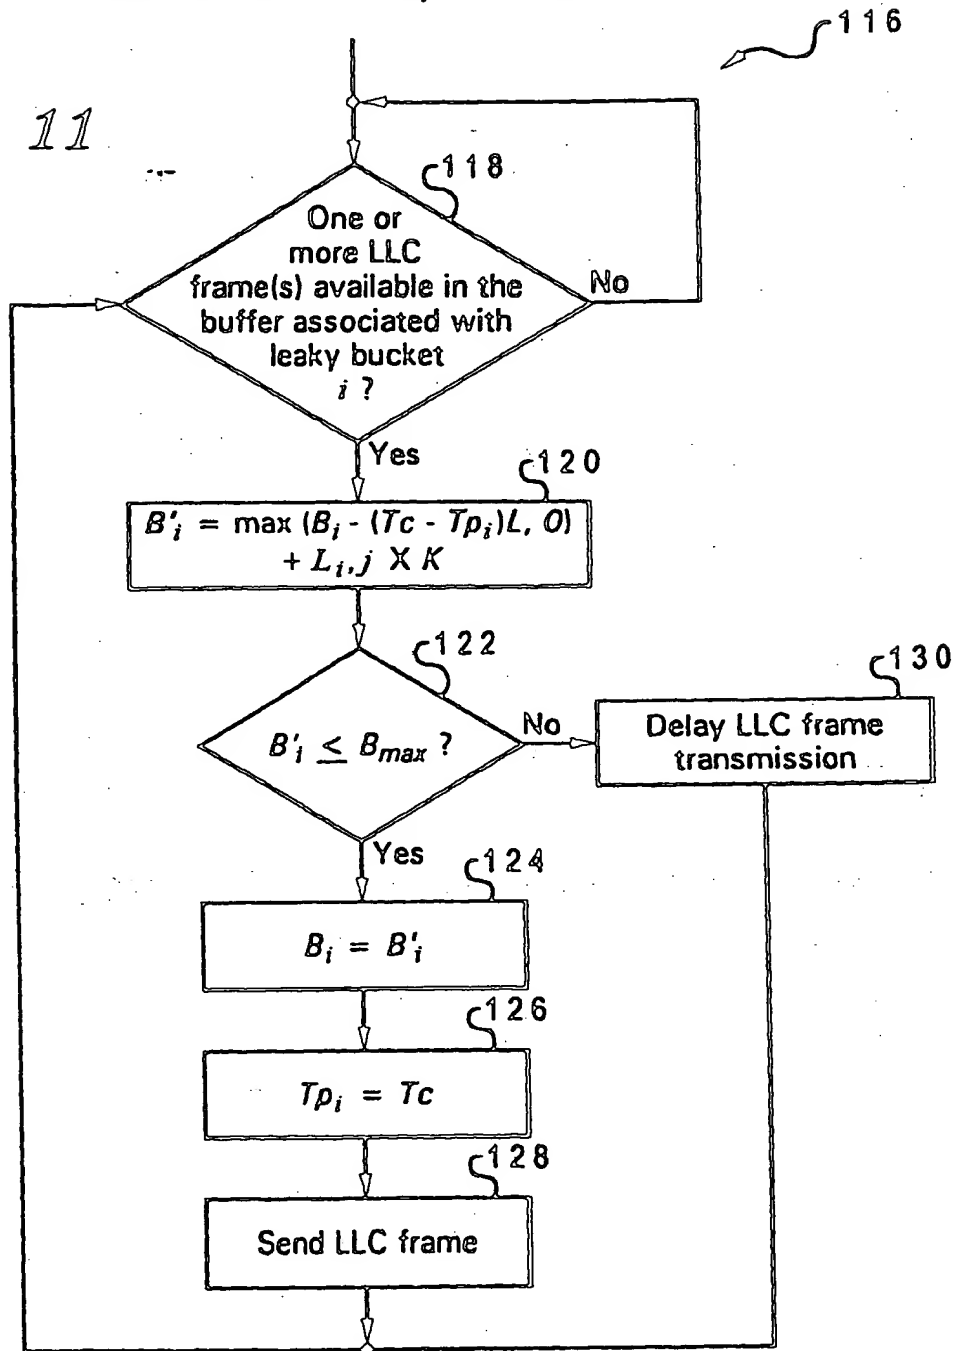 116
11
118
One or
more LLC
frame(s) available in the
buffer associated with
leaky bucket
i ?
No
Yes
120
B'i = max (Bi - (Tc - Tpi)L, O)
+ Li,j X K
122
B'i ≤ Bmax ?
No
130
Delay LLC frame
transmission
Yes
124
Bi = B'i
126
Tpi = Tc
128
Send LLC frame